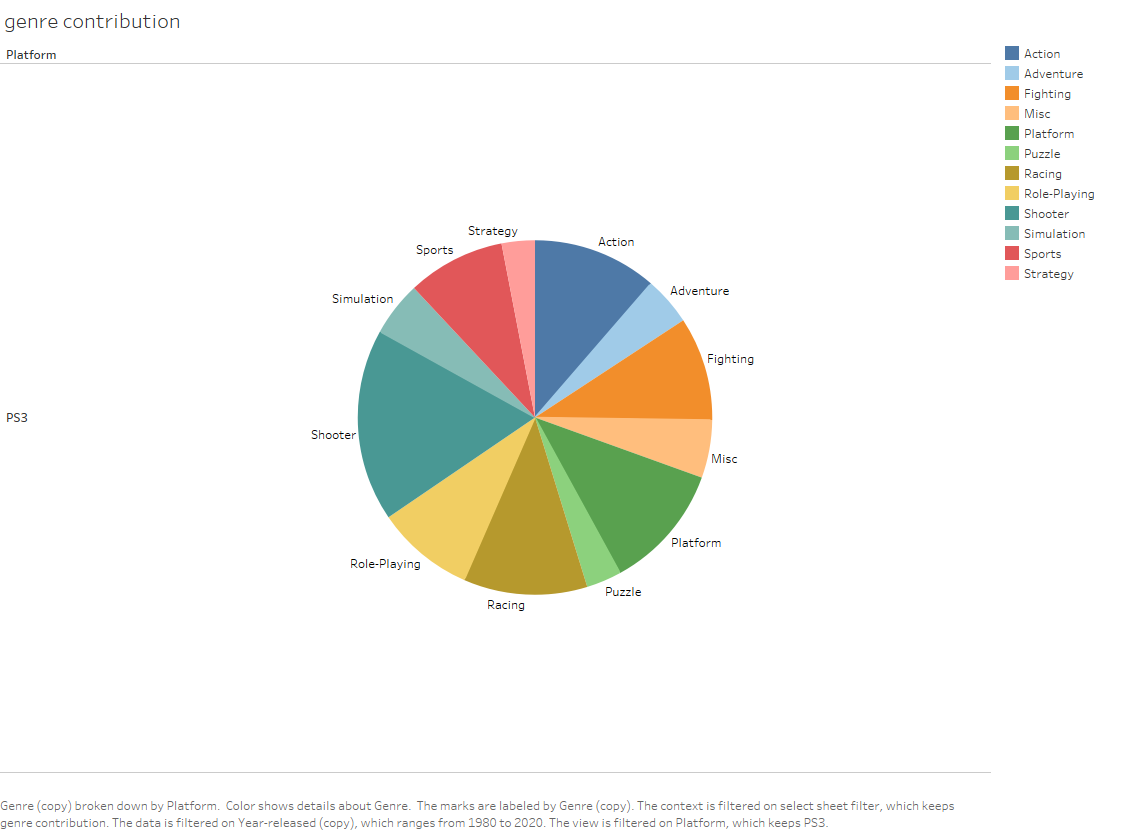 genre contribution
Platform
Action
Adventure
Fighting
Misc
Platform
Puzzle
Racing
Role-Playing
Shooter
Simulation
Sports
Strategy
Strategy
Action
Sports
Adventure
Simulation
Fighting
PS3
Shooter
Misc
Platform
Role-Playing
Puzzle
Racing
Genre (copy) broken down by Platform.  Color shows details about Genre.  The marks are labeled by Genre (copy). The context is filtered on select sheet filter, which keeps
genre contribution. The data is filtered on Year-released (copy), which ranges from 1980 to 2020. The view is filtered on Platform, which keeps PS3.